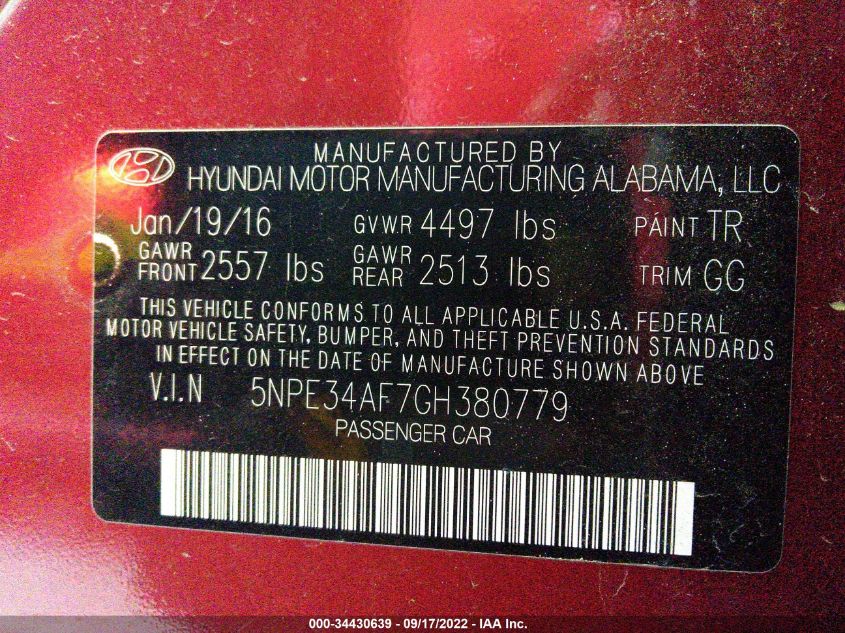 MANUFACTURED BY
HYUNDAI MOTOR MANUFACTURING ALABAMA, LLC
Jan/19/16 GVWR 4497 lbs PAINT TR
GAWR FRONT 2557 lbs GAWR REAR 2513 lbs TRIM GG
THIS VEHICLE CONFORMS TO ALL APPLICABLE U.S.A. FEDERAL
MOTOR VEHICLE SAFETY, BUMPER, AND THEFT PREVENTION STANDARDS
IN EFFECT ON THE DATE OF MANUFACTURE SHOWN ABOVE
V.I.N 5NPE34AF7GH380779
PASSENGER CAR
000-34430639 - 09/17/2022 - IAA Inc.